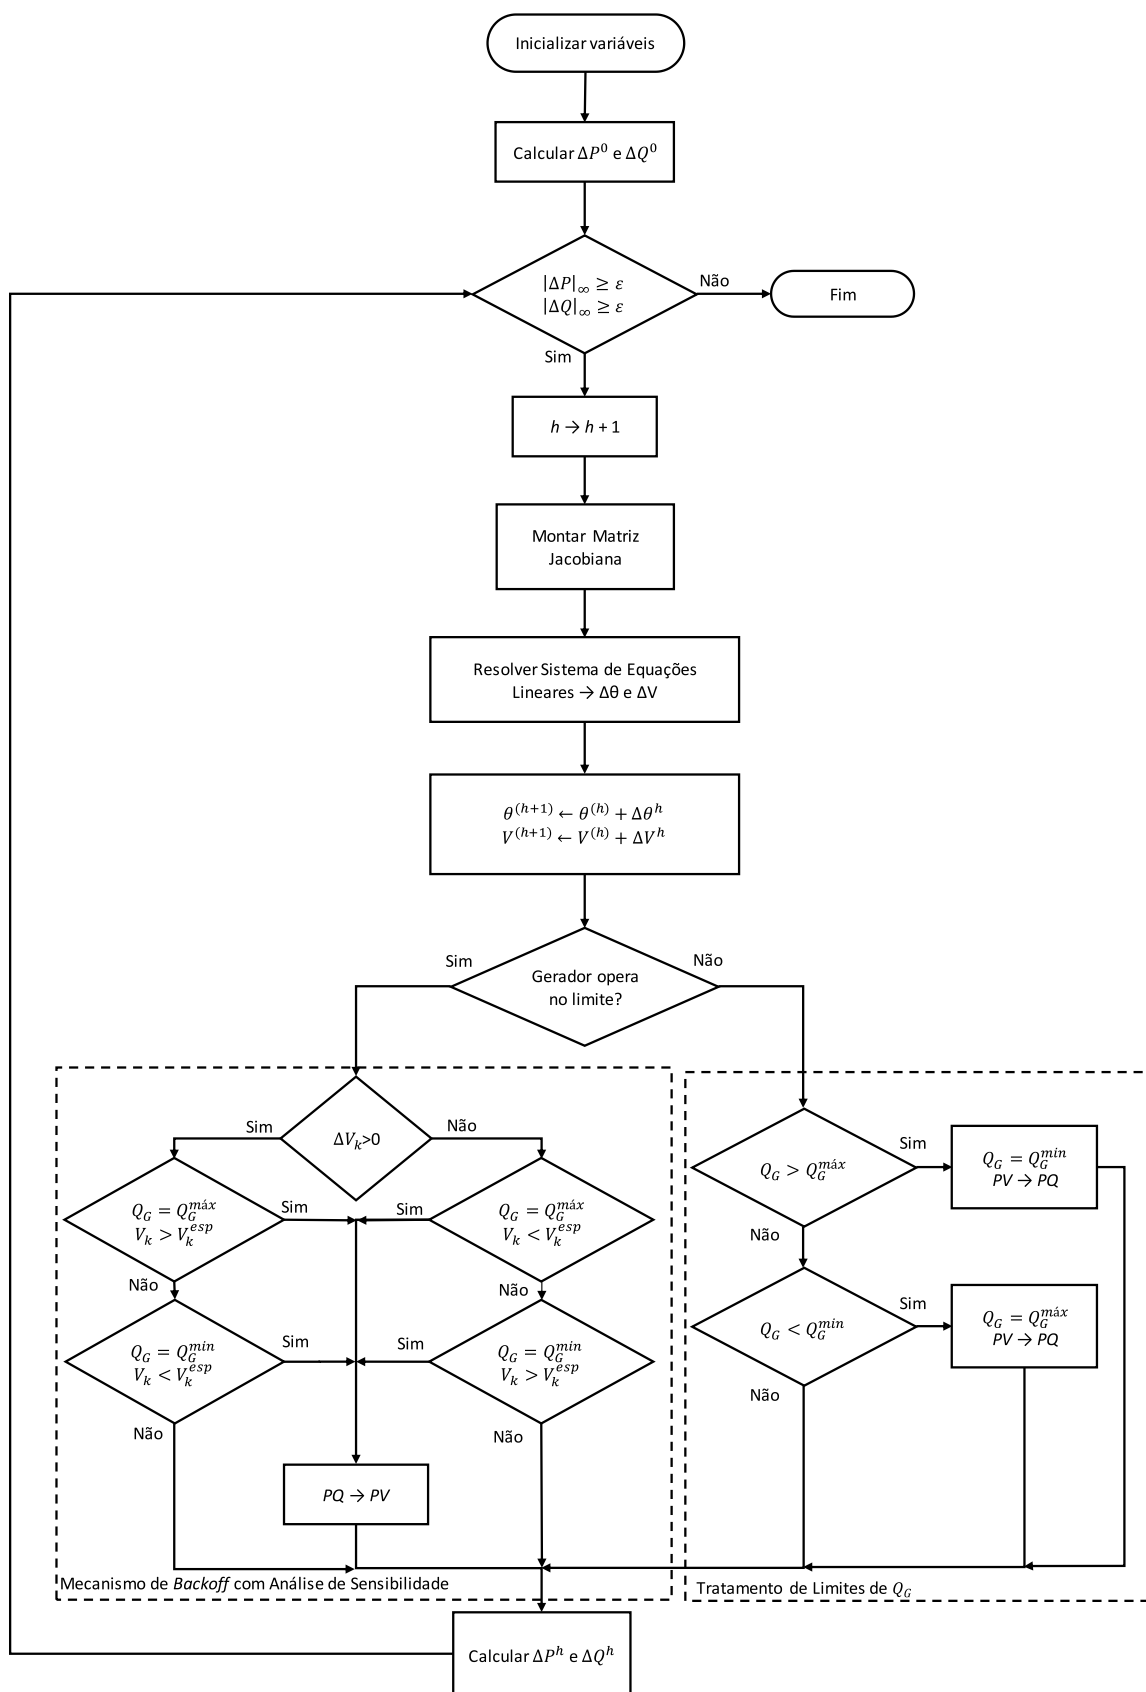 Inicializar variáveis
Calcular Δ𝑃⁰ e Δ𝑄⁰
|Δ𝑃|∞ ≥ ε
|Δ𝑄|∞ ≥ ε
Não
Fim
Sim
h → h + 1
Montar Matriz
Jacobiana
Resolver Sistema de Equações
Lineares → Δθ e ΔV
θ^(h+1) ← θ^(h) + Δθ^h
V^(h+1) ← V^(h) + ΔV^h
Sim
Não
Gerador opera
no limite?
Sim
ΔV_k>0
Não
Q_G = Q_G^máx
V_k > V_k^esp
Sim
Sim
Q_G = Q_G^máx
V_k < V_k^esp
Não
Não
Q_G = Q_G^min
V_k < V_k^esp
Sim
Sim
Q_G = Q_G^min
V_k > V_k^esp
Não
Não
PQ → PV
Mecanismo de Backoff com Análise de Sensibilidade
Q_G > Q_G^máx
Sim
Q_G = Q_G^min
PV → PQ
Não
Q_G < Q_G^min
Sim
Q_G = Q_G^máx
PV → PQ
Não
Tratamento de Limites de Q_G
Calcular ΔP^h e ΔQ^h